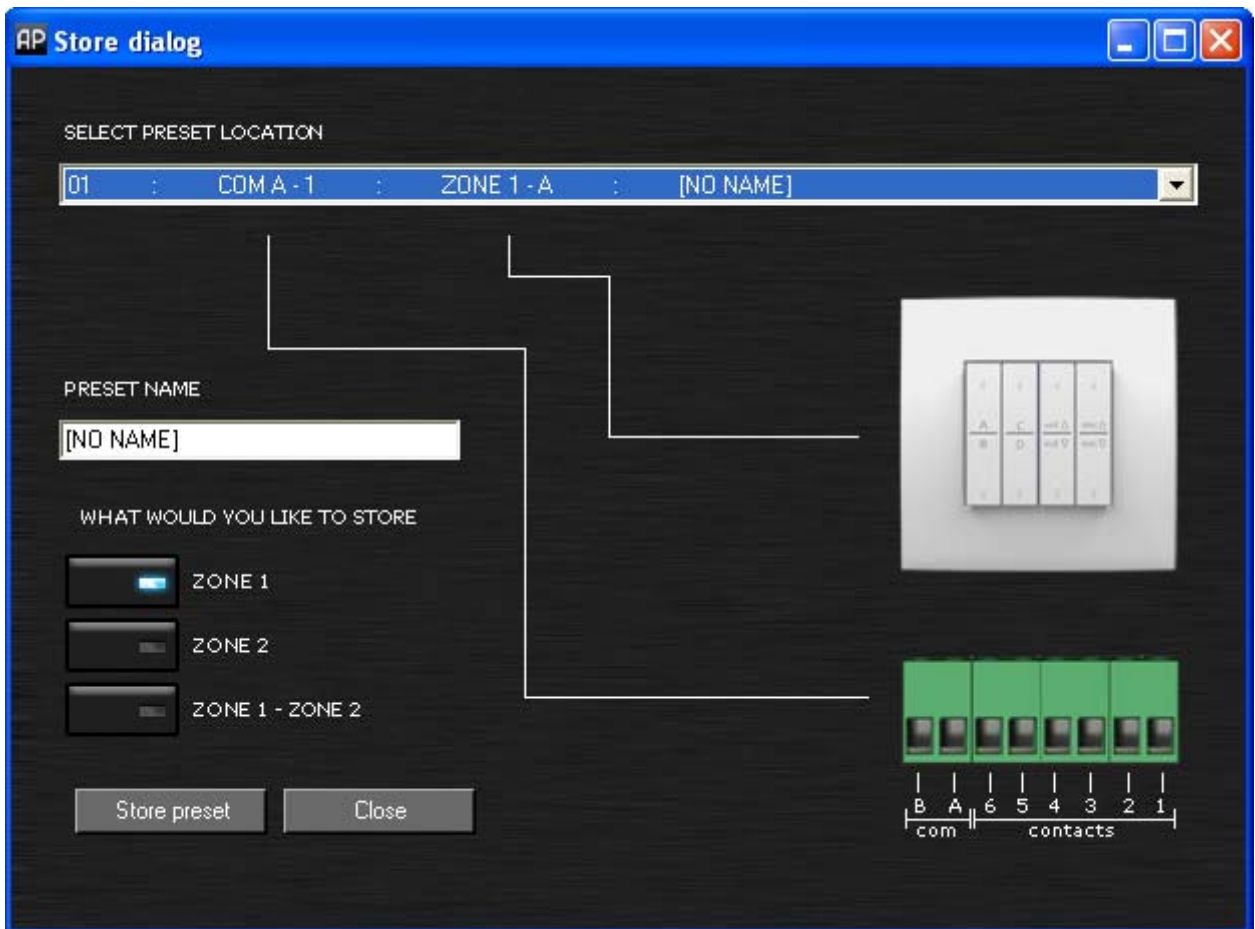 AP Store dialog
SELECT PRESET LOCATION
01 : COM A - 1 : ZONE 1 - A : [NO NAME]
PRESET NAME
[NO NAME]
WHAT WOULD YOU LIKE TO STORE
ZONE 1
ZONE 2
ZONE 1 - ZONE 2
Store preset Close
A C vol △
B D vol ▽
B A 6 5 4 3 2 1
com contacts